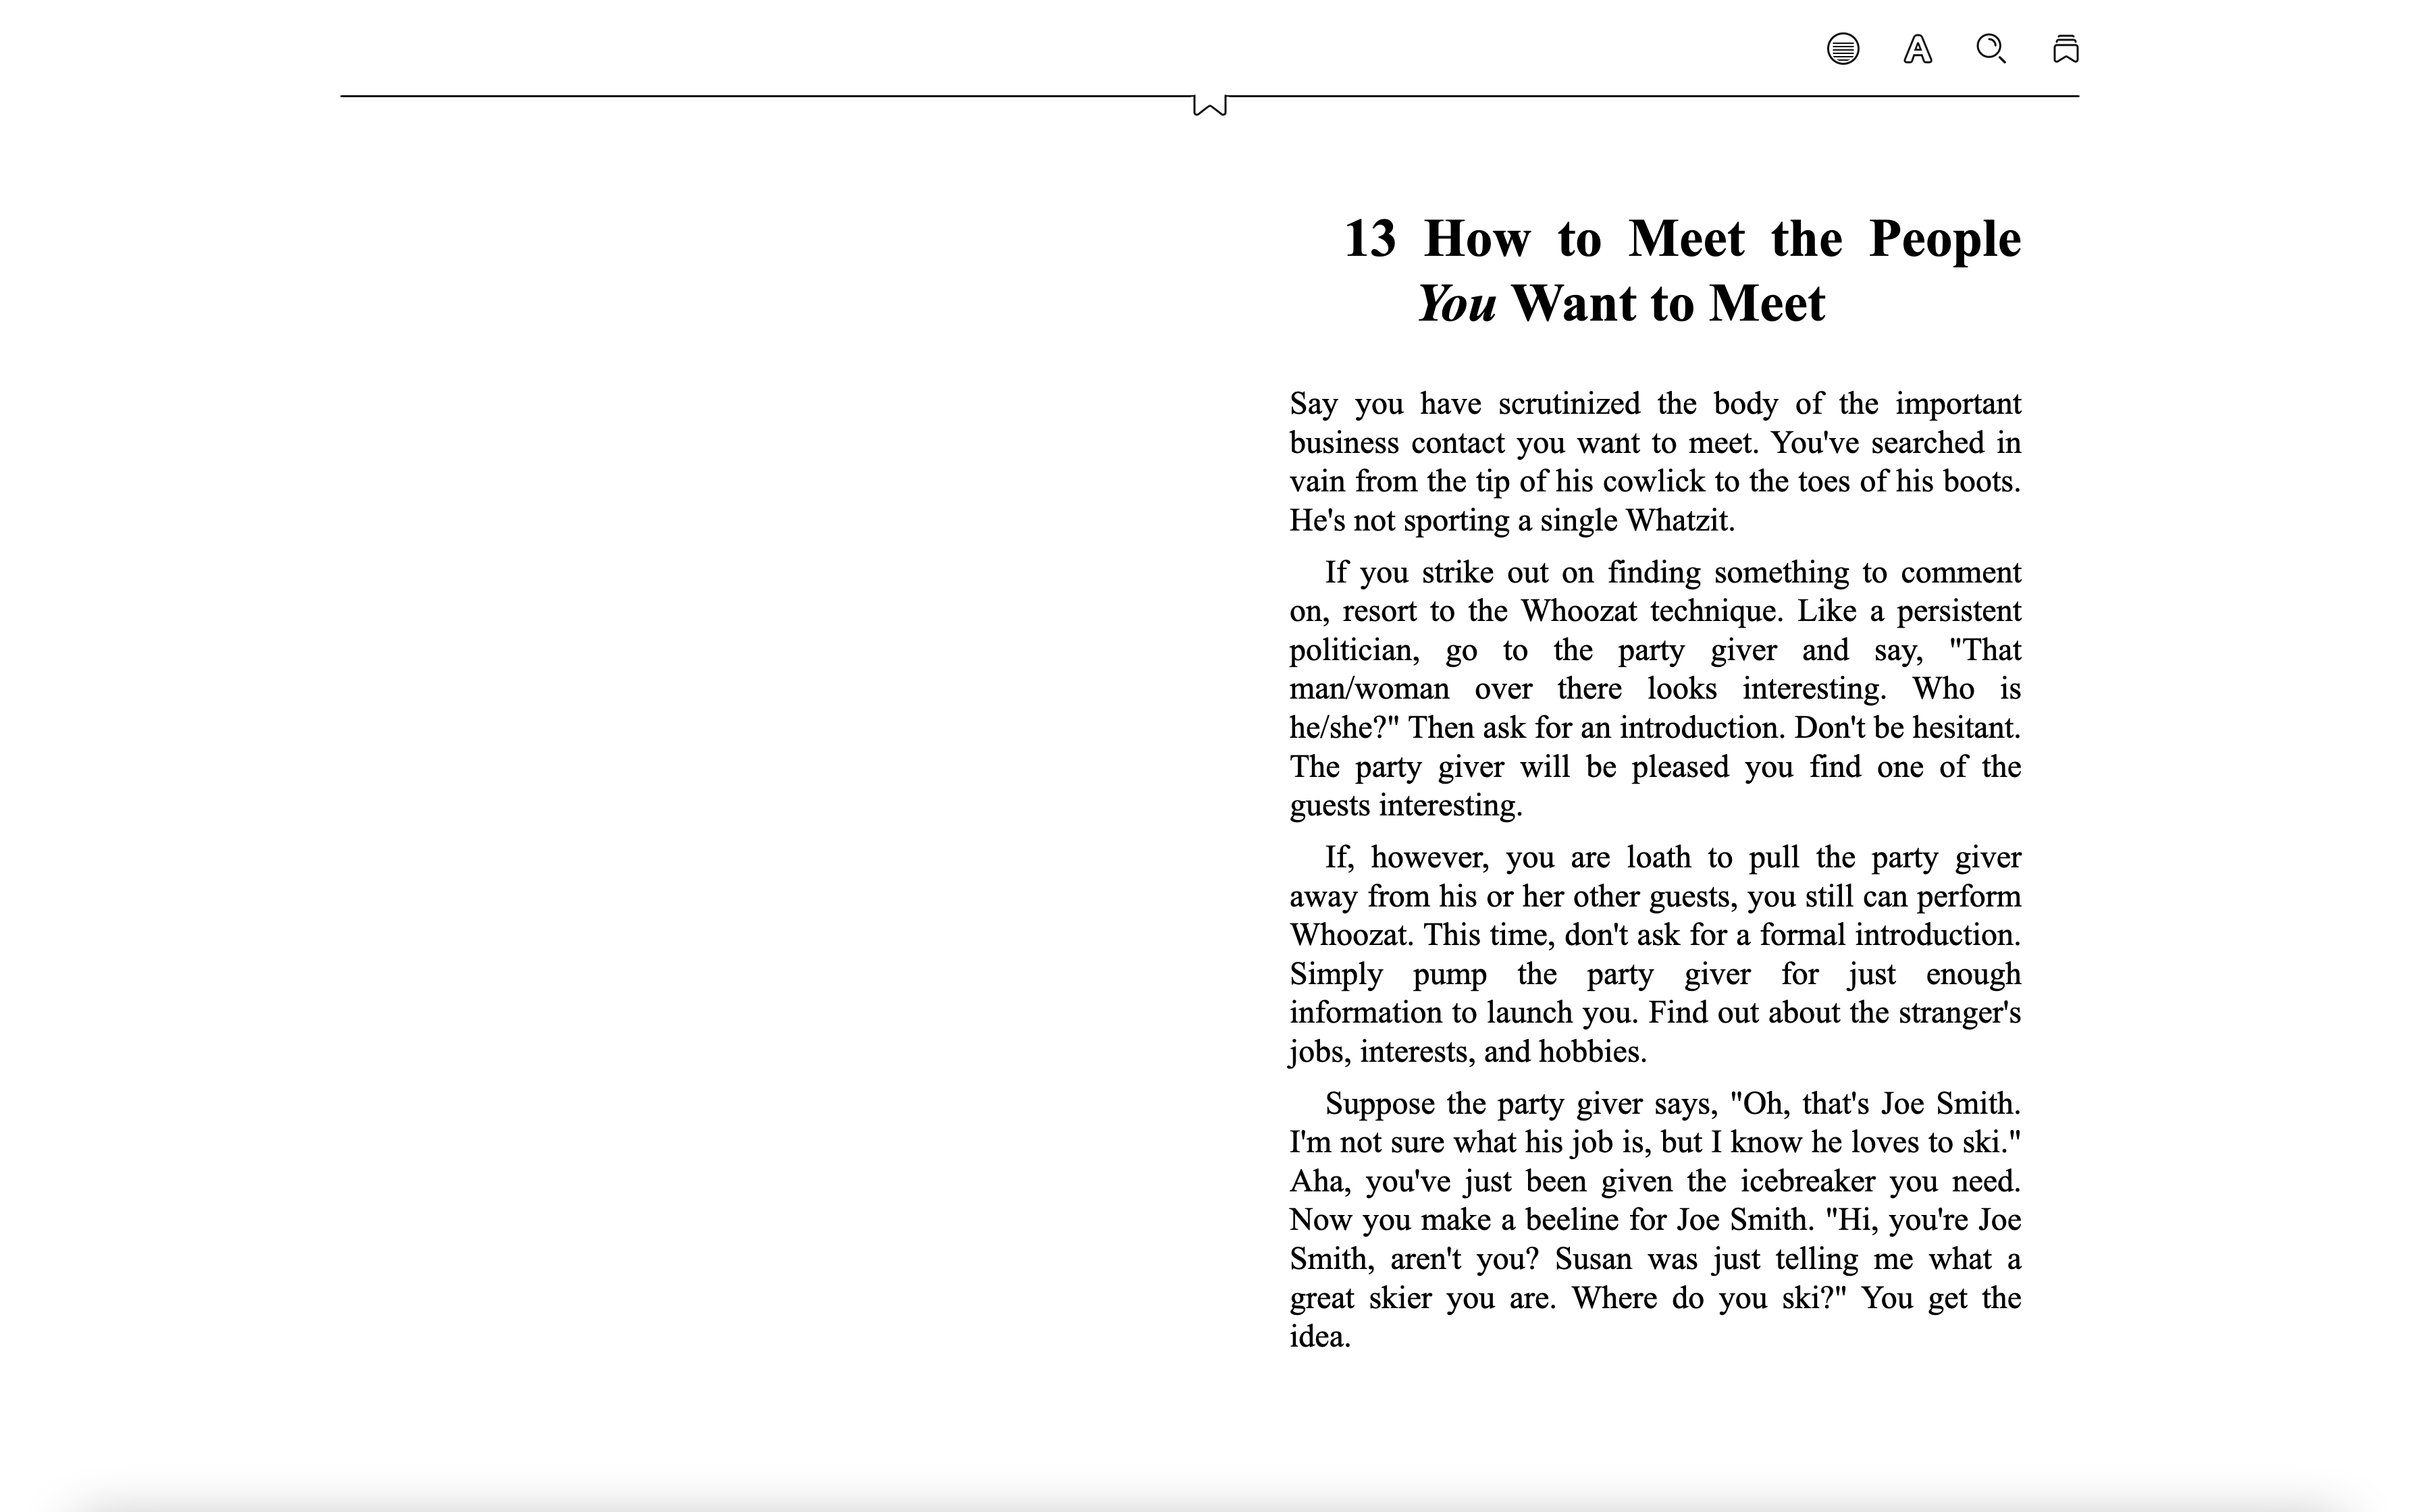 13 How to Meet the People
You Want to Meet
Say you have scrutinized the body of the important
business contact you want to meet. You've searched in
vain from the tip of his cowlick to the toes of his boots.
He's not sporting a single Whatzit.
If you strike out on finding something to comment
on, resort to the Whoozat technique. Like a persistent
politician, go to the party giver and say, "That
man/woman over there looks interesting. Who is
he/she?" Then ask for an introduction. Don't be hesitant.
The party giver will be pleased you find one of the
guests interesting.
If, however, you are loath to pull the party giver
away from his or her other guests, you still can perform
Whoozat. This time, don't ask for a formal introduction.
Simply pump the party giver for just enough
information to launch you. Find out about the stranger's
jobs, interests, and hobbies.
Suppose the party giver says, "Oh, that's Joe Smith.
I'm not sure what his job is, but I know he loves to ski."
Aha, you've just been given the icebreaker you need.
Now you make a beeline for Joe Smith. "Hi, you're Joe
Smith, aren't you? Susan was just telling me what a
great skier you are. Where do you ski?" You get the
idea.